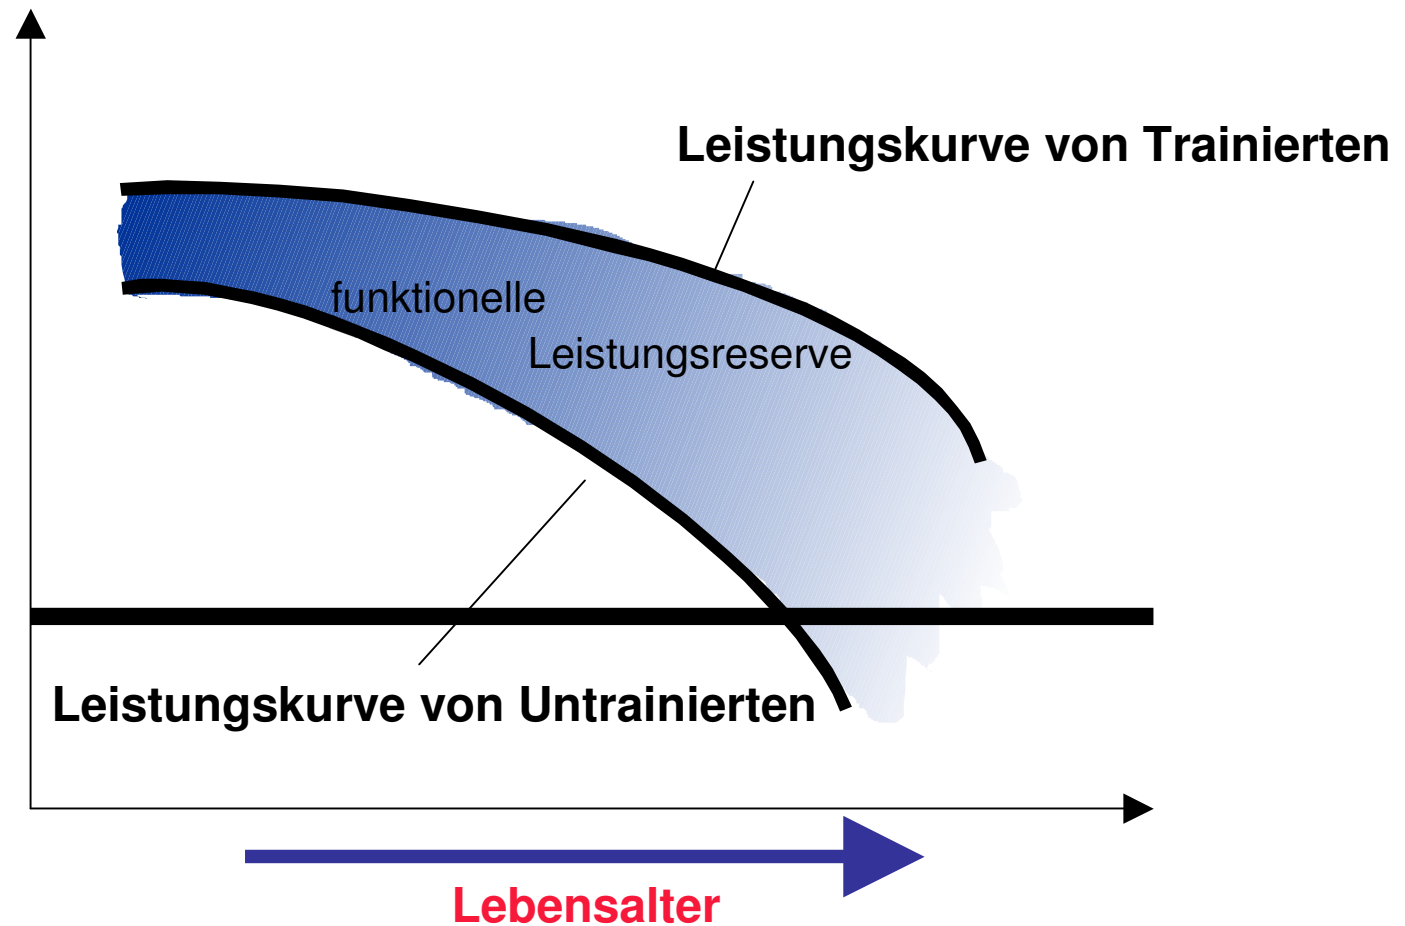 Leistungskurve von Trainierten
funktionelle
Leistungsreserve
Leistungskurve von Untrainierten
Lebensalter